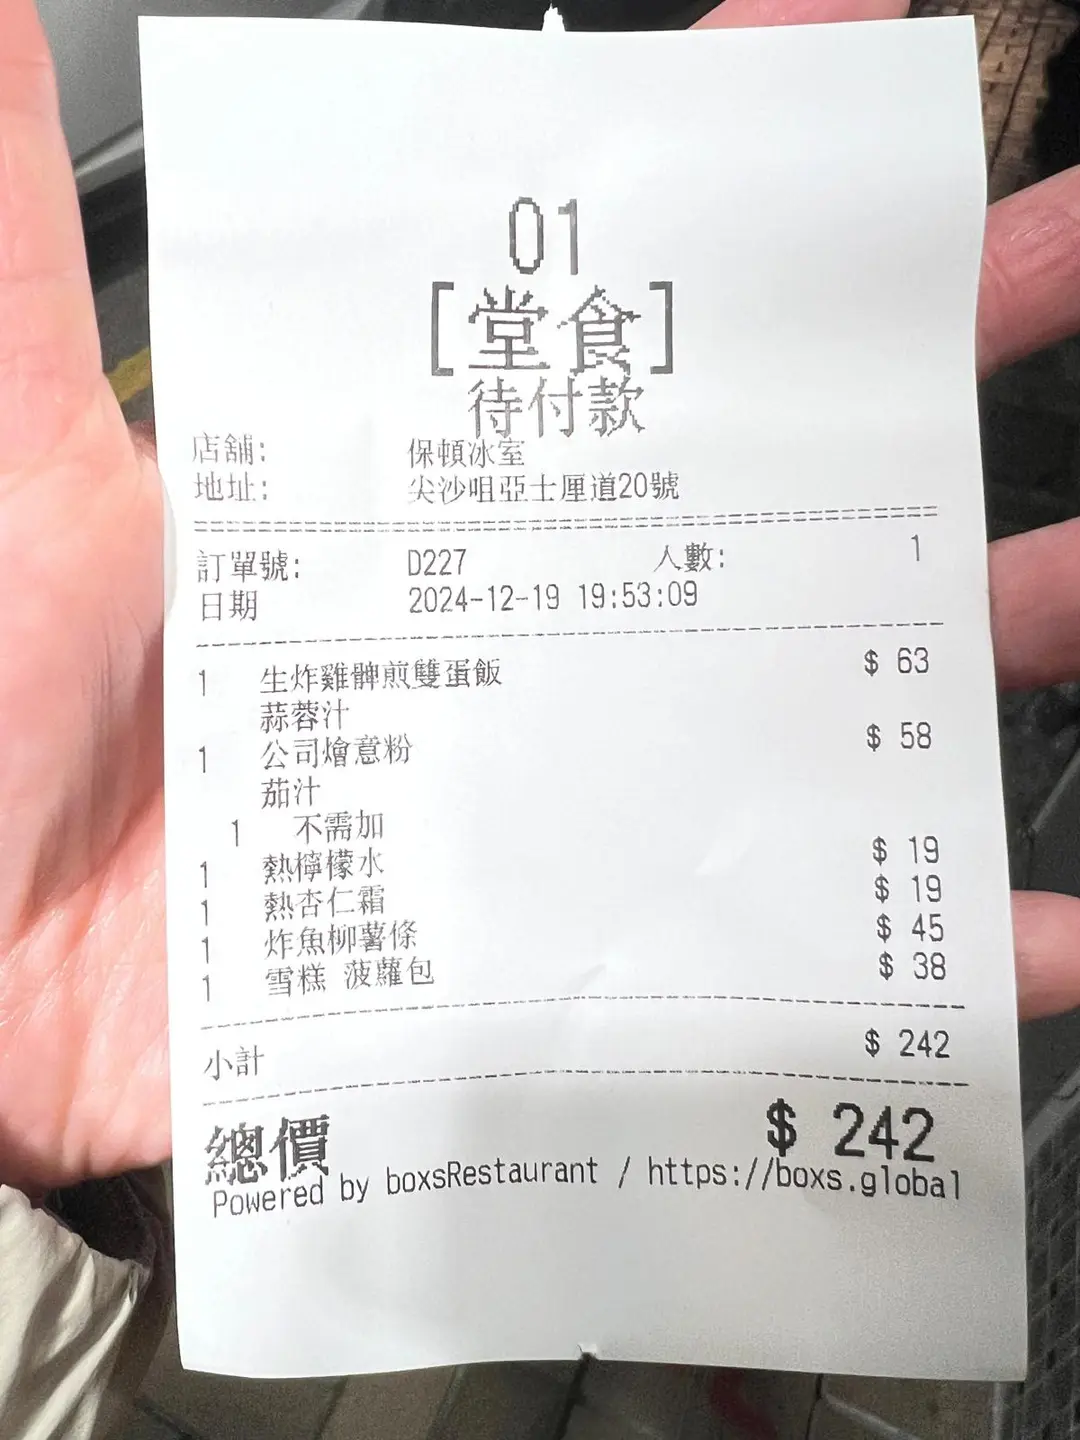 01
[堂食]
待付款
店舖: 保頓冰室
地址: 尖沙咀亞士厘道20號
訂單號: D227 人數: 1
日期 2024-12-19 19:53:09
1 生炸雞髀煎雙蛋飯 $ 63
蒜蓉汁
1 公司燴意粉 $ 58
茄汁
1 不需加
1 熱檸檬水 $ 19
1 熱杏仁霜 $ 19
1 炸魚柳薯條 $ 45
1 雪糕 菠蘿包 $ 38
小計 $ 242
總價 $ 242
Powered by boxsRestaurant / https://boxs.global